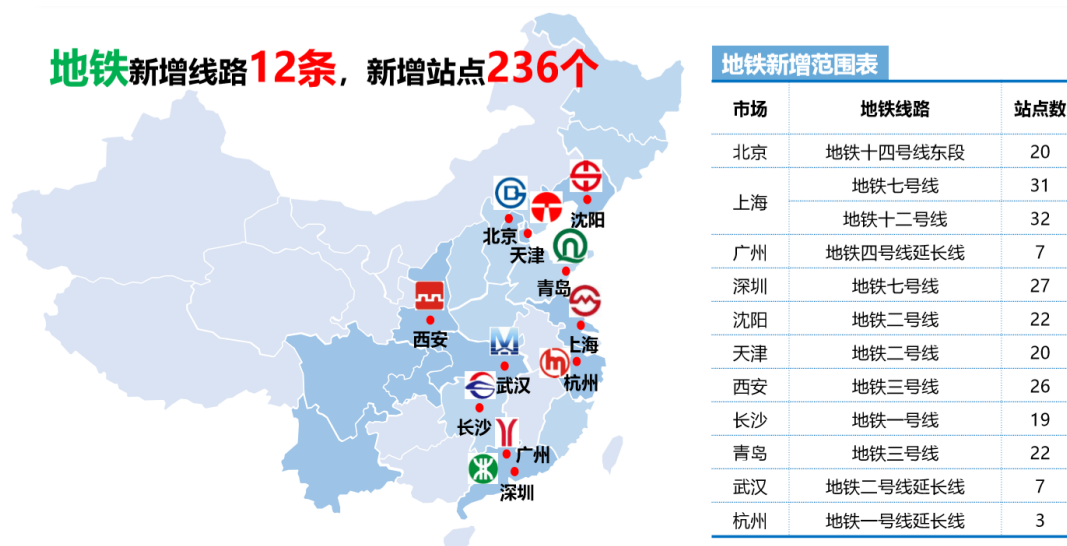 地铁新增线路12条，新增站点236个
北京
天津
沈阳
青岛
西安
上海
武汉
杭州
长沙
广州
深圳
地铁新增范围表
市场 地铁线路 站点数
北京 地铁十四号线东段 20
上海 地铁七号线 31
地铁十二号线 32
广州 地铁四号线延长线 7
深圳 地铁七号线 27
沈阳 地铁二号线 22
天津 地铁二号线 20
西安 地铁三号线 26
长沙 地铁一号线 19
青岛 地铁三号线 22
武汉 地铁二号线延长线 7
杭州 地铁一号线延长线 3